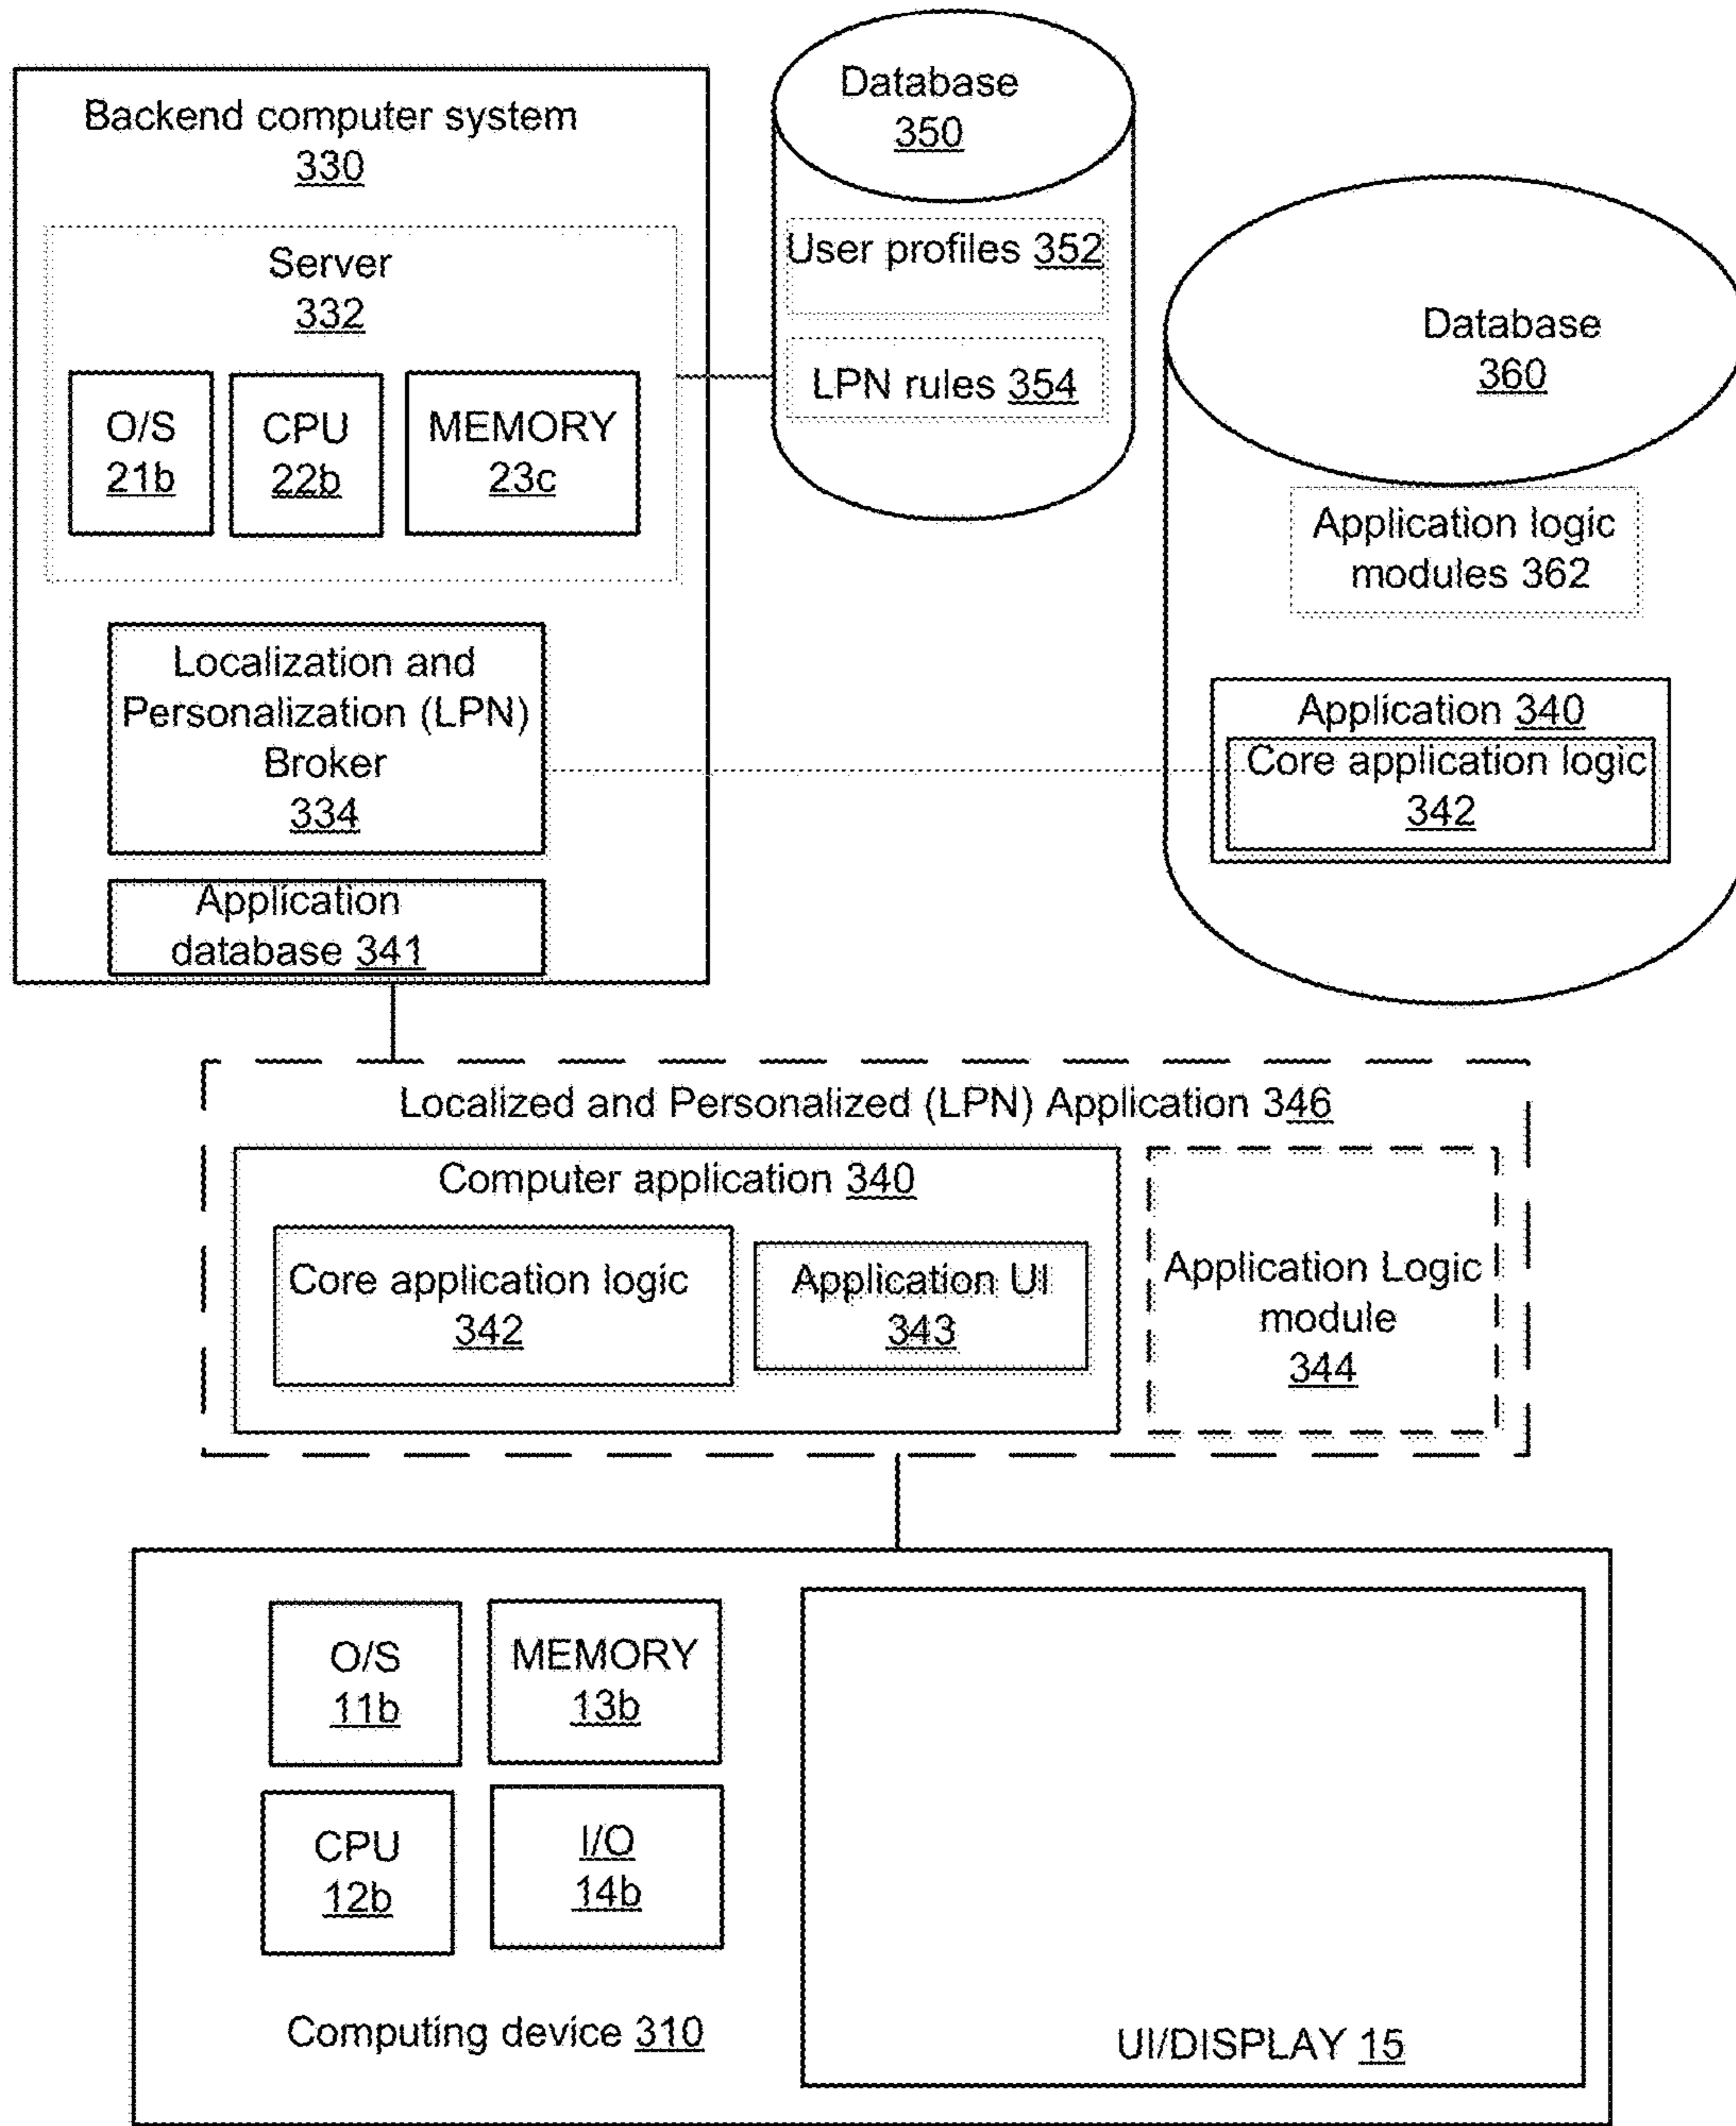 Backend computer system
330
Server
332
O/S
21b
CPU
22b
MEMORY
23c
Localization and
Personalization (LPN)
Broker
334
Application
database 341
Database
350
User profiles 352
LPN rules 354
Database
360
Application logic
modules 362
Application 340
Core application logic
342
Localized and Personalized (LPN) Application 346
Computer application 340
Core application logic
342
Application UI
343
Application Logic
module
344
O/S
11b
MEMORY
13b
CPU
12b
I/O
14b
Computing device 310
UI/DISPLAY 15